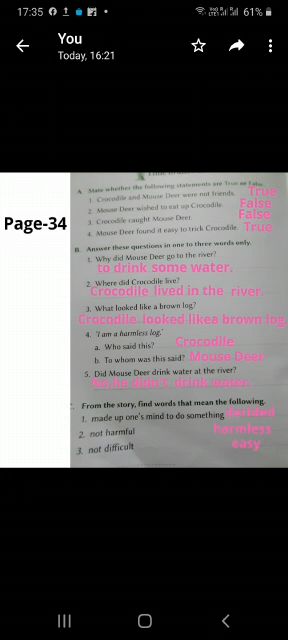 17:35
61%
You
Today, 16:21
Page-34
A. State whether the following statements are True or False.
1. Crocodile and Mouse Deer were not friends. True
2. Mouse Deer wished to eat up Crocodile. False
3. Crocodile caught Mouse Deer. False
4. Mouse Deer found it easy to trick Crocodile. True
B. Answer these questions in one to three words only.
1. Why did Mouse Deer go to the river?
to drink some water.
2. Where did Crocodile live?
Crocodile lived in the river.
3. What looked like a brown log?
Crocodile looked likea brown log
4. 'I am a harmless log.'
a. Who said this? Crocodile
b. To whom was this said? Mouse Deer
5. Did Mouse Deer drink water at the river?
No,he didn't drink water.
C. From the story, find words that mean the following.
1. made up one's mind to do something decided
2. not harmful harmless
3. not difficult easy